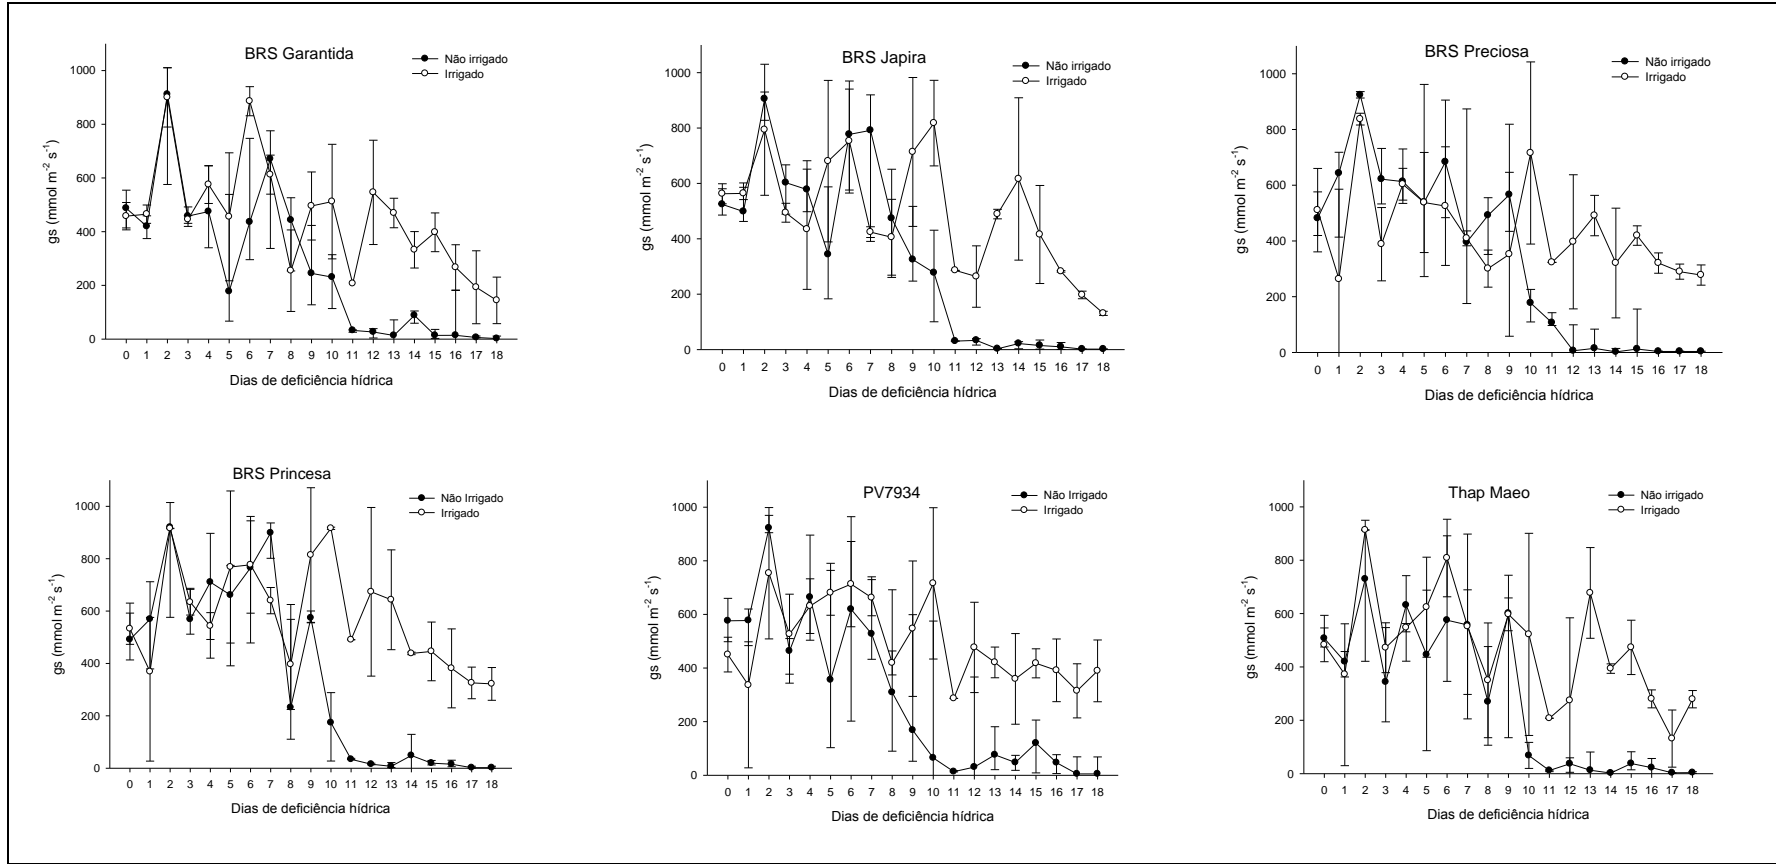 BRS Garantida
Não irrigado
Irrigado
1000
800
600
400
200
0
gs (mmol m⁻² s⁻¹)
0 1 2 3 4 5 6 7 8 9 10 11 12 13 14 15 16 17 18
Dias de deficiência hídrica
BRS Japira
Não irrigado
Irrigado
1000
800
600
400
200
0
gs (mmol m⁻² s⁻¹)
0 1 2 3 4 5 6 7 8 9 10 11 12 13 14 15 16 17 18
Dias de deficiência hídrica
BRS Preciosa
Não irrigado
Irrigado
1000
800
600
400
200
0
gs (mmol m⁻² s⁻¹)
0 1 2 3 4 5 6 7 8 9 10 11 12 13 14 15 16 17 18
Dias de deficiência hídrica
BRS Princesa
Não Irrigado
Irrigado
1000
800
600
400
200
0
gs (mmol m⁻² s⁻¹)
0 1 2 3 4 5 6 7 8 9 10 11 12 13 14 15 16 17 18
Dias de deficiência hídrica
PV7934
Não Irrigado
Irrigado
1000
800
600
400
200
0
gs (mmol m⁻² s⁻¹)
0 1 2 3 4 5 6 7 8 9 10 11 12 13 14 15 16 17 18
Dias de deficiência hídrica
Thap Maeo
Não irrigado
Irrigado
1000
800
600
400
200
0
gs (mmol m⁻² s⁻¹)
0 1 2 3 4 5 6 7 8 9 10 11 12 13 14 15 16 17 18
Dias de deficiência hídrica